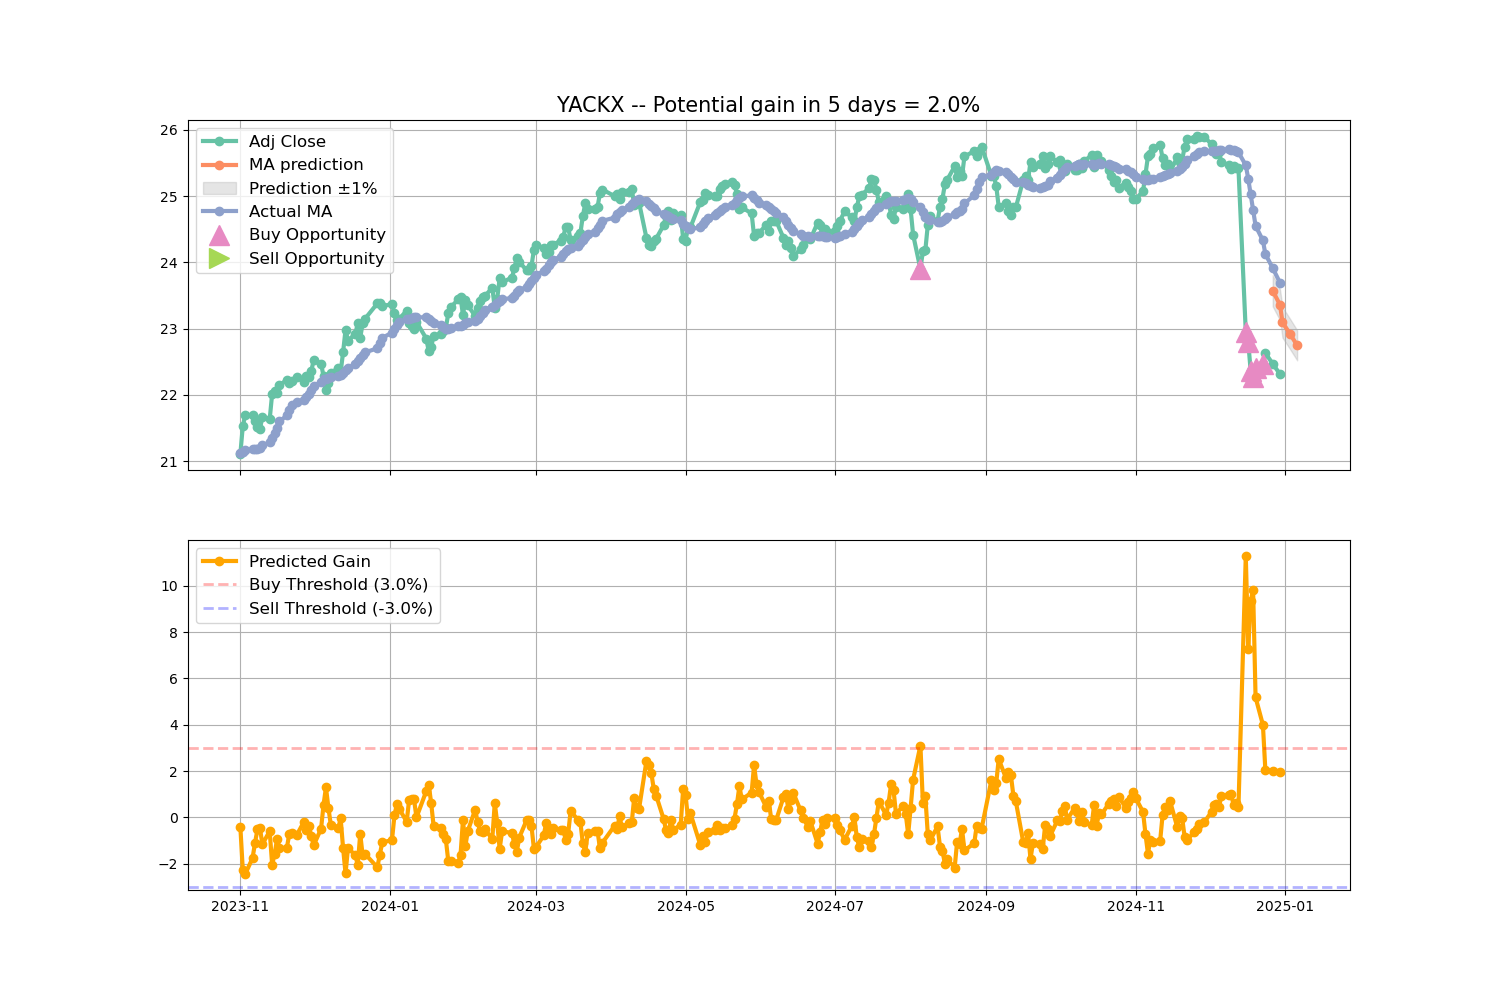 YACKX -- Potential gain in 5 days = 2.0%
26
25
24
23
22
21
Adj Close
MA prediction
Prediction ±1%
Actual MA
Buy Opportunity
Sell Opportunity
10
8
6
4
2
0
−2
Predicted Gain
Buy Threshold (3.0%)
Sell Threshold (-3.0%)
2023-11 2024-01 2024-03 2024-05 2024-07 2024-09 2024-11 2025-01